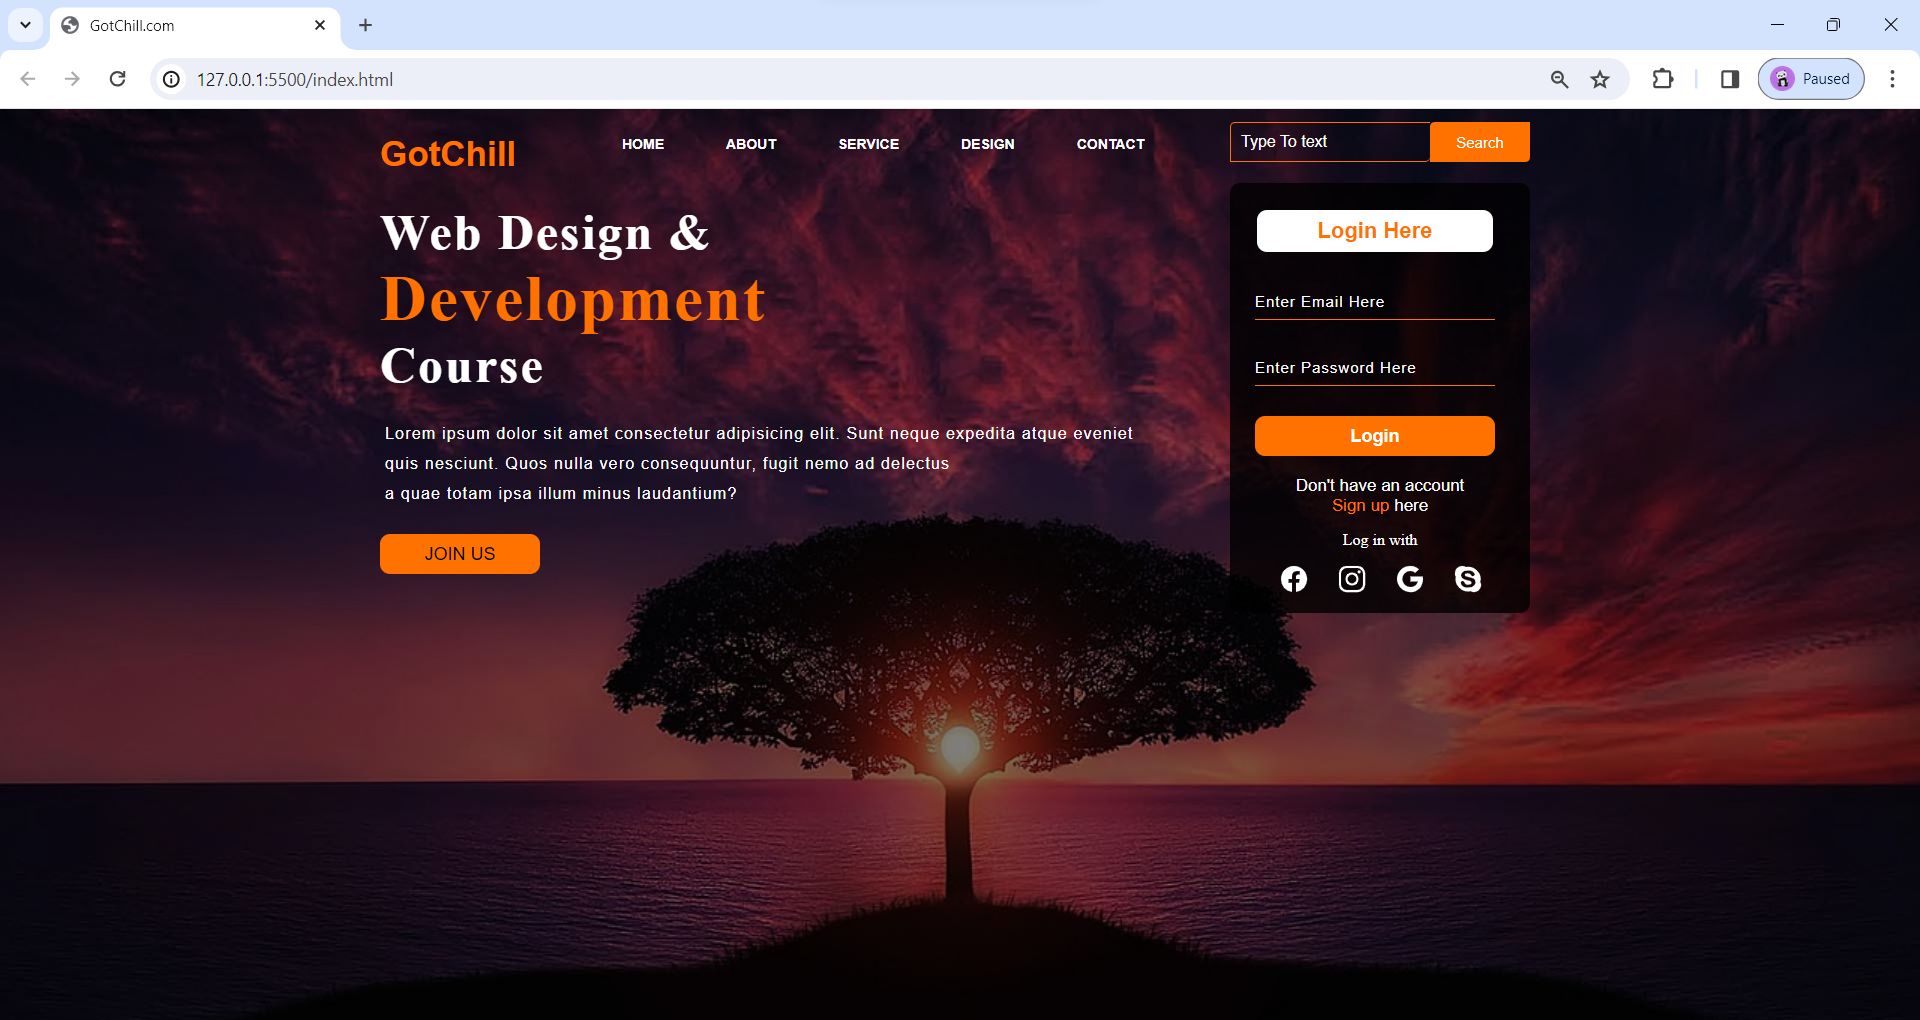 GotChill.com
127.0.0.1:5500/index.html
Paused
GotChill
HOME ABOUT SERVICE DESIGN CONTACT
Type To text
Search
Web Design &
Development
Course
Lorem ipsum dolor sit amet consectetur adipisicing elit. Sunt neque expedita atque eveniet
quis nesciunt. Quos nulla vero consequuntur, fugit nemo ad delectus
a quae totam ipsa illum minus laudantium?
JOIN US
Login Here
Enter Email Here
Enter Password Here
Login
Don't have an account
Sign up here
Log in with